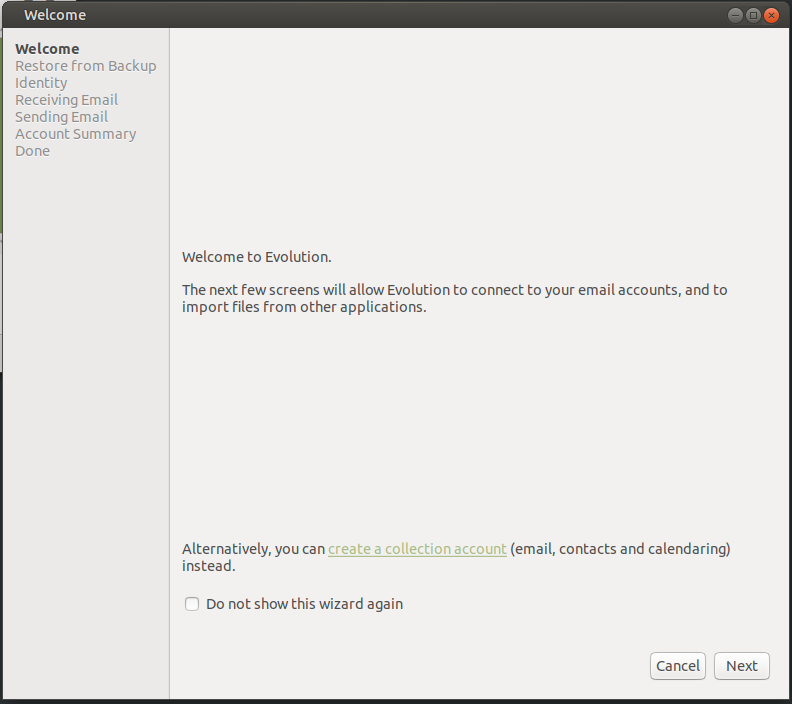 Welcome
Welcome
Restore from Backup
Identity
Receiving Email
Sending Email
Account Summary
Done
Welcome to Evolution.
The next few screens will allow Evolution to connect to your email accounts, and to
import files from other applications.
Alternatively, you can create a collection account (email, contacts and calendaring)
instead.
Do not show this wizard again
Cancel Next